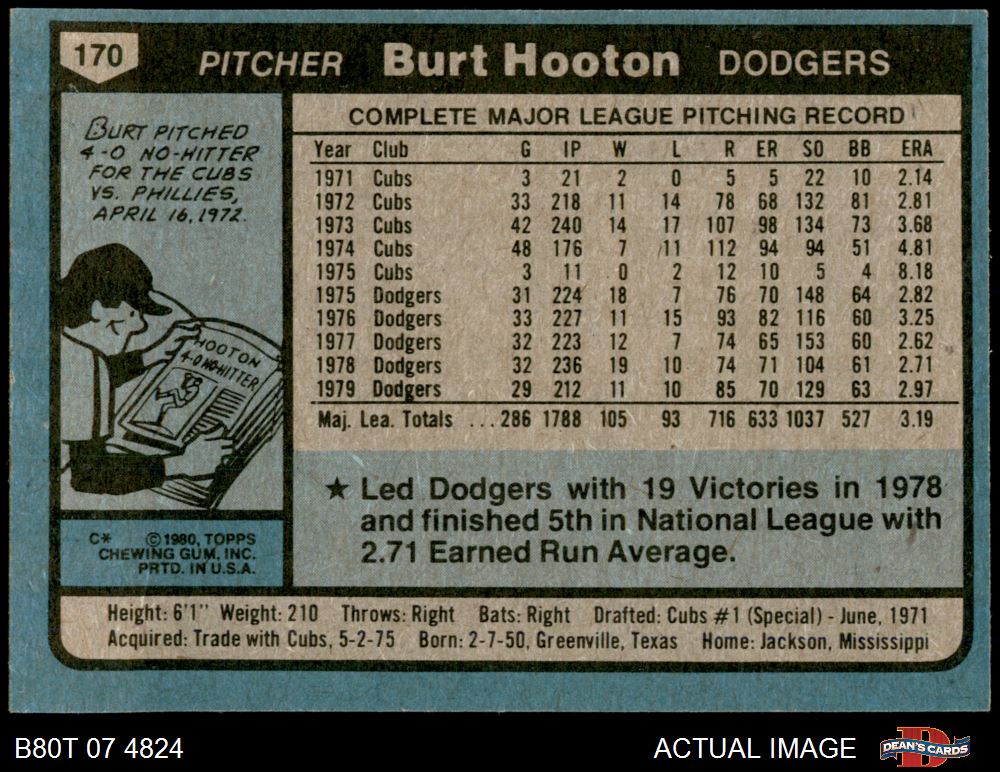 170 PITCHER Burt Hooton DODGERS
BURT PITCHED
4-0 NO-HITTER
FOR THE CUBS
VS. PHILLIES,
APRIL 16, 1972.
HOOTON
4-0 NO-HITTER
C* ©1980, TOPPS
CHEWING GUM, INC.
PRTD. IN U.S.A.
COMPLETE MAJOR LEAGUE PITCHING RECORD
Year Club G IP W L R ER SO BB ERA
1971 Cubs 3 21 2 0 5 5 22 10 2.14
1972 Cubs 33 218 11 14 78 68 132 81 2.81
1973 Cubs 42 240 14 17 107 98 134 73 3.68
1974 Cubs 48 176 7 11 112 94 94 51 4.81
1975 Cubs 3 11 0 2 12 10 5 4 8.18
1975 Dodgers 31 224 18 7 76 70 148 64 2.82
1976 Dodgers 33 227 11 15 93 82 116 60 3.25
1977 Dodgers 32 223 12 7 74 65 153 60 2.62
1978 Dodgers 32 236 19 10 74 71 104 61 2.71
1979 Dodgers 29 212 11 10 85 70 129 63 2.97
Maj. Lea. Totals ...286 1788 105 93 716 633 1037 527 3.19
★ Led Dodgers with 19 Victories in 1978
and finished 5th in National League with
2.71 Earned Run Average.
Height: 6'1" Weight: 210 Throws: Right Bats: Right Drafted: Cubs #1 (Special) - June, 1971
Acquired: Trade with Cubs, 5-2-75 Born: 2-7-50, Greenville, Texas Home: Jackson, Mississippi
B80T 07 4824 ACTUAL IMAGE DEAN'S CARDS